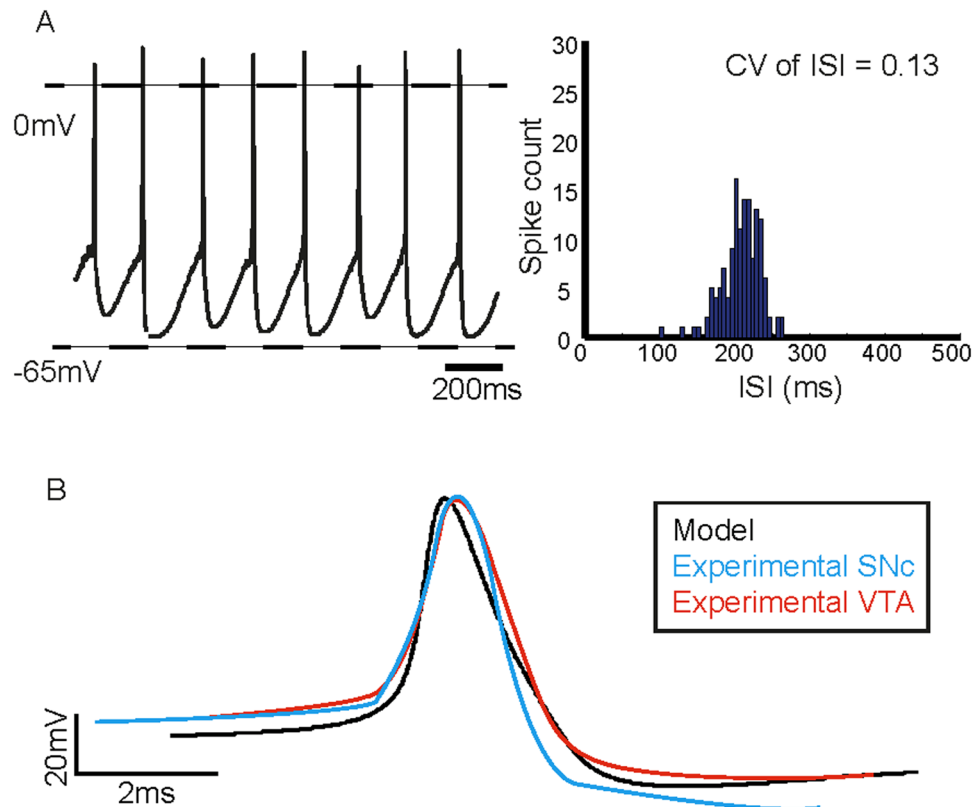 A
0mV
-65mV
200ms
CV of ISI = 0.13
Spike count
30
25
20
15
10
5
0
0
100
200
300
400
500
ISI (ms)
B
Model
Experimental SNc
Experimental VTA
20mV
2ms